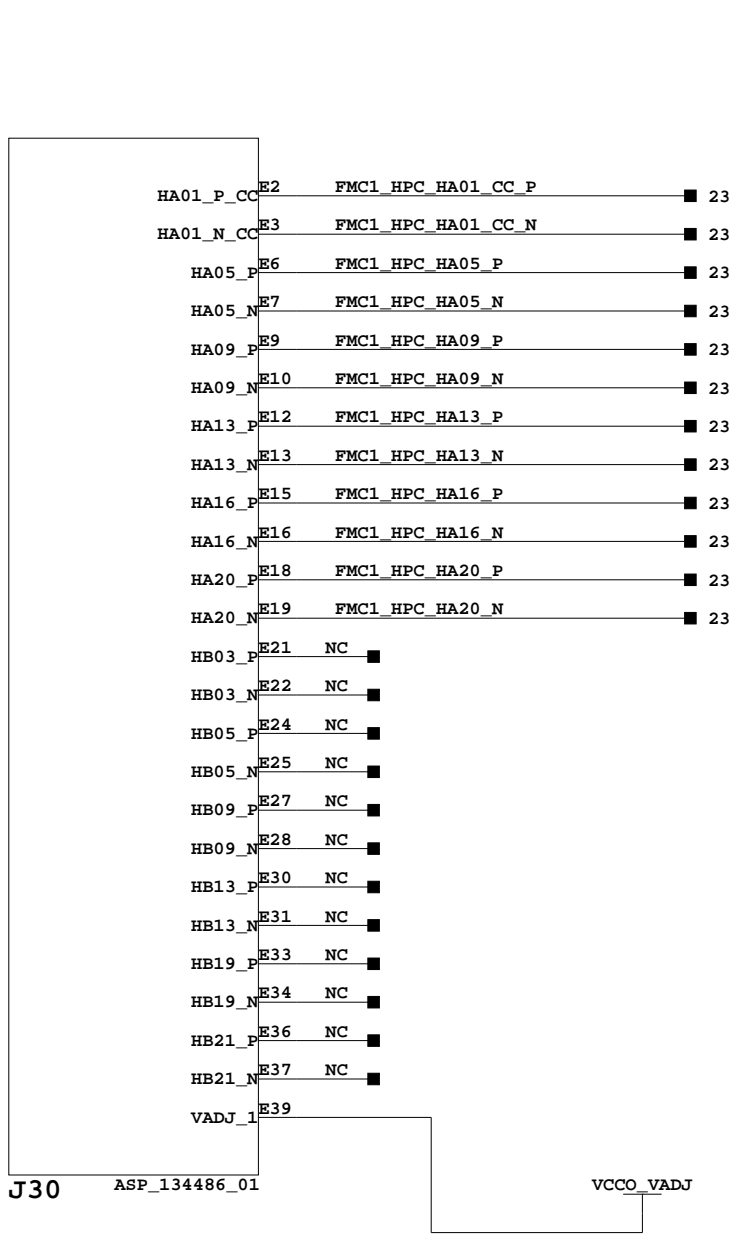 HA01_P_CC E2 FMC1_HPC_HA01_CC_P 23
HA01_N_CC E3 FMC1_HPC_HA01_CC_N 23
HA05_P E6 FMC1_HPC_HA05_P 23
HA05_N E7 FMC1_HPC_HA05_N 23
HA09_P E9 FMC1_HPC_HA09_P 23
HA09_N E10 FMC1_HPC_HA09_N 23
HA13_P E12 FMC1_HPC_HA13_P 23
HA13_N E13 FMC1_HPC_HA13_N 23
HA16_P E15 FMC1_HPC_HA16_P 23
HA16_N E16 FMC1_HPC_HA16_N 23
HA20_P E18 FMC1_HPC_HA20_P 23
HA20_N E19 FMC1_HPC_HA20_N 23
HB03_P E21 NC
HB03_N E22 NC
HB05_P E24 NC
HB05_N E25 NC
HB09_P E27 NC
HB09_N E28 NC
HB13_P E30 NC
HB13_N E31 NC
HB19_P E33 NC
HB19_N E34 NC
HB21_P E36 NC
HB21_N E37 NC
VADJ_1 E39
J30 ASP_134486_01 VCCO_VADJ